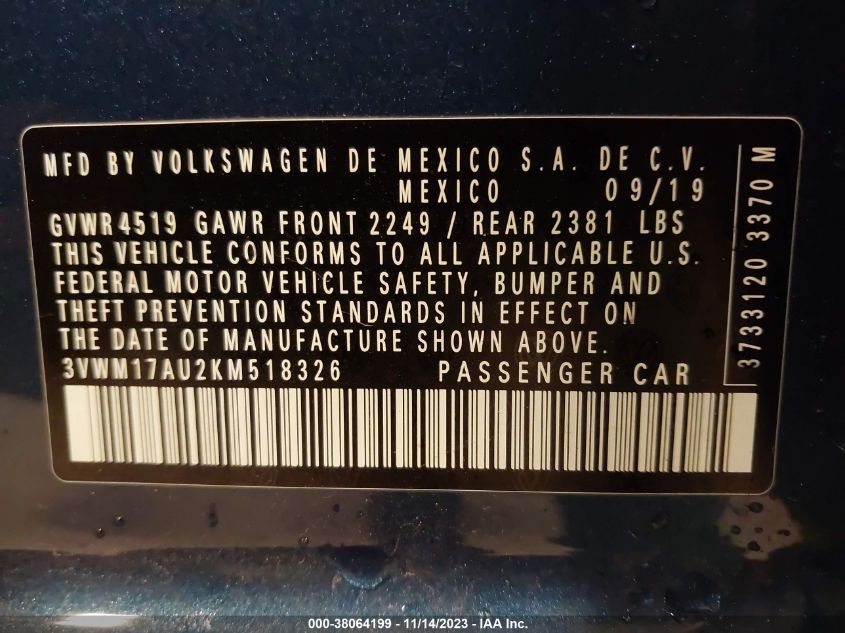 MFD BY VOLKSWAGEN DE MEXICO S.A. DE C.V.
MEXICO 09/19
GVWR4519 GAWR FRONT 2249 / REAR 2381 LBS
THIS VEHICLE CONFORMS TO ALL APPLICABLE U.S.
FEDERAL MOTOR VEHICLE SAFETY, BUMPER AND
THEFT PREVENTION STANDARDS IN EFFECT ON
THE DATE OF MANUFACTURE SHOWN ABOVE.
3VWM17AU2KM518326 PASSENGER CAR
3733120 3370 M
000-38064199 - 11/14/2023 - IAA Inc.